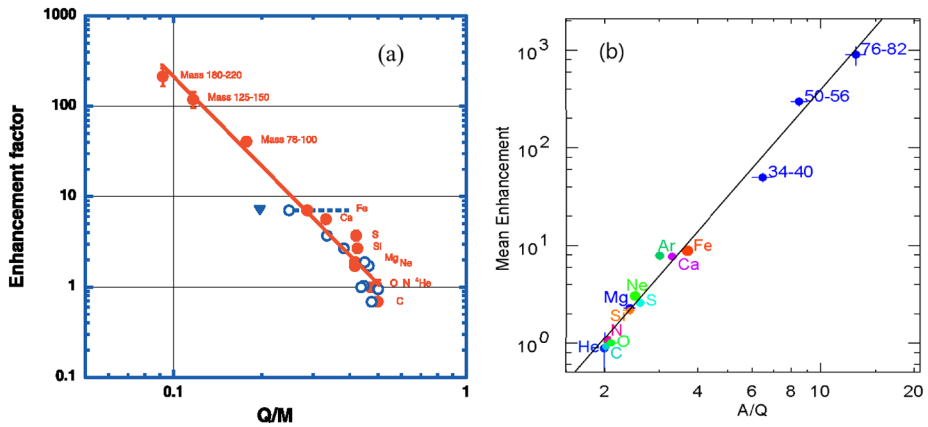 1000
100
10
1
0.1
Enhancement factor
(a)
Mass 180-220
Mass 125-150
Mass 78-100
Fe
Ca
S
Si
Mg Ne
O N ⁴He
C
0.1
1
Q/M
(b)
10³
10²
10¹
10⁰
Mean Enhancement
76-82
50-56
34-40
Ar
Fe
Ca
Ne
Mg
S
Si
N
O
He
C
2
4
6
8
10
20
A/Q